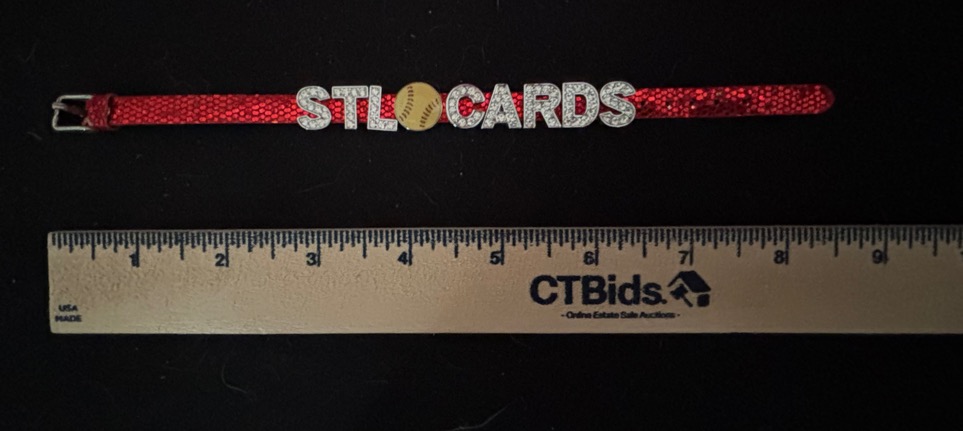 STL CARDS
1 2 3 4 5 6 7 8 9
CTBids.
- Online Estate Sale Auctions -
USA
MADE